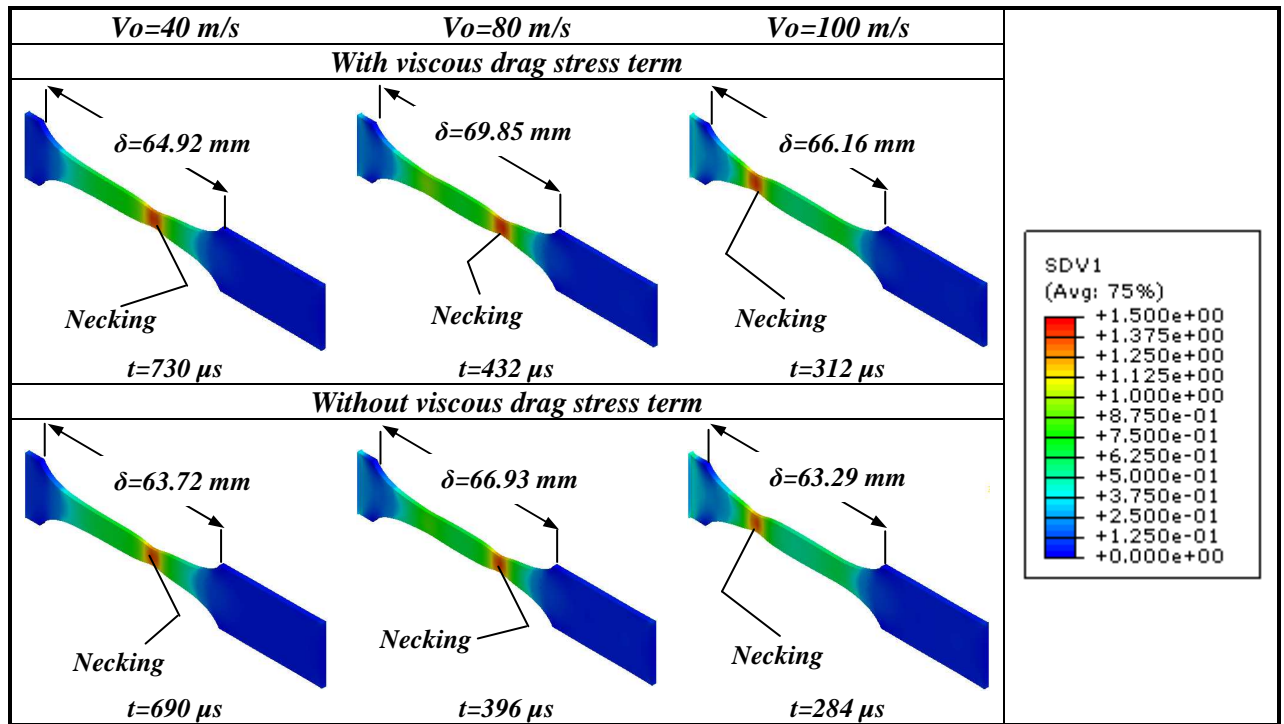 Vo=40 m/s
Vo=80 m/s
Vo=100 m/s
With viscous drag stress term
δ=64.92 mm
Necking
t=730 µs
δ=69.85 mm
Necking
t=432 µs
δ=66.16 mm
Necking
t=312 µs
Without viscous drag stress term
δ=63.72 mm
Necking
t=690 µs
δ=66.93 mm
Necking
t=396 µs
δ=63.29 mm
Necking
t=284 µs
SDV1
(Avg: 75%)
+1.500e+00
+1.375e+00
+1.250e+00
+1.125e+00
+1.000e+00
+8.750e-01
+7.500e-01
+6.250e-01
+5.000e-01
+3.750e-01
+2.500e-01
+1.250e-01
+0.000e+00